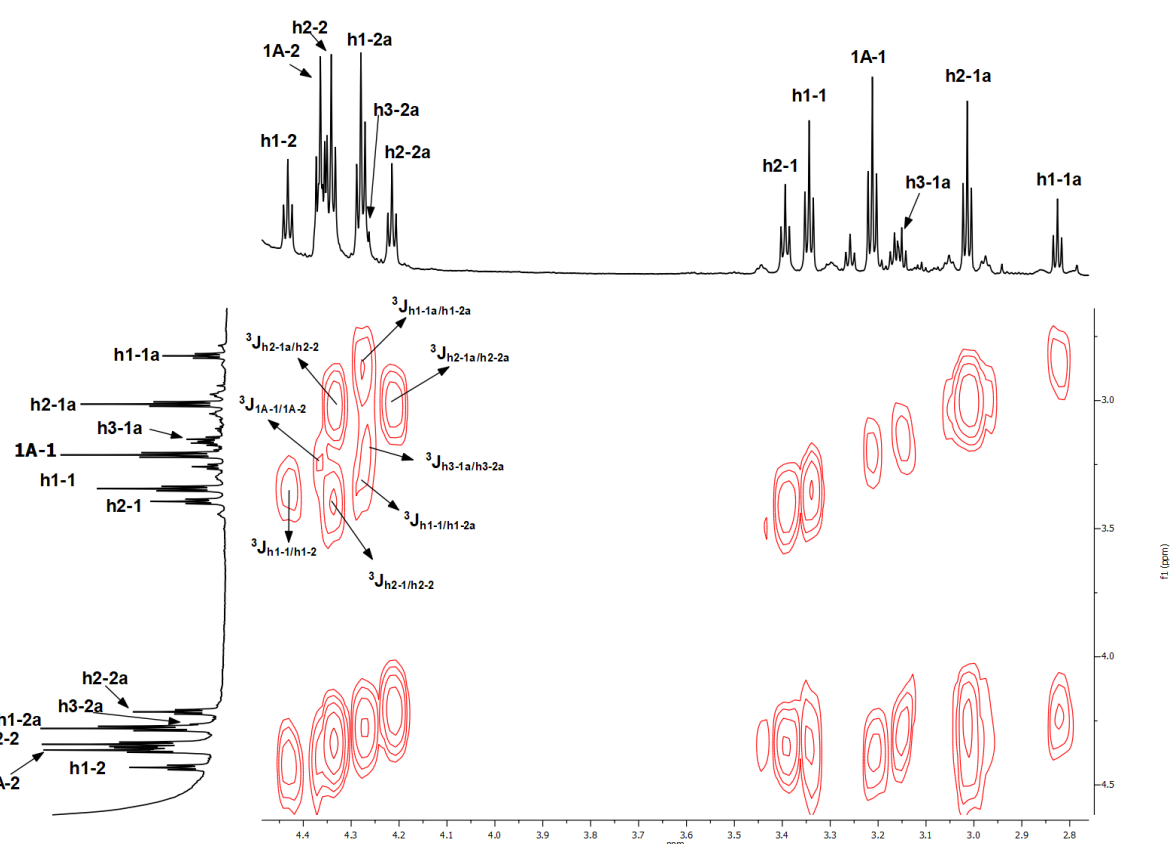 h2-2
1A-2
h1-2a
h3-2a
h1-2
h2-2a
1A-1
h2-1a
h1-1
h2-1
h3-1a
h1-1a
3Jh1-1a/h1-2a
3Jh2-1a/h2-2
3Jh2-1a/h2-2a
3J1A-1/1A-2
3Jh3-1a/h3-2a
3Jh1-1/h1-2a
3Jh1-1/h1-2
3Jh2-1/h2-2
h1-1a
h2-1a
h3-1a
1A-1
h1-1
h2-1
h2-2a
h3-2a
h1-2a
2-2
h1-2
A-2
3.0
3.5
4.0
4.5
f1 (ppm)
4.4 4.3 4.2 4.1 4.0 3.9 3.8 3.7 3.6 3.5 3.4 3.3 3.2 3.1 3.0 2.9 2.8